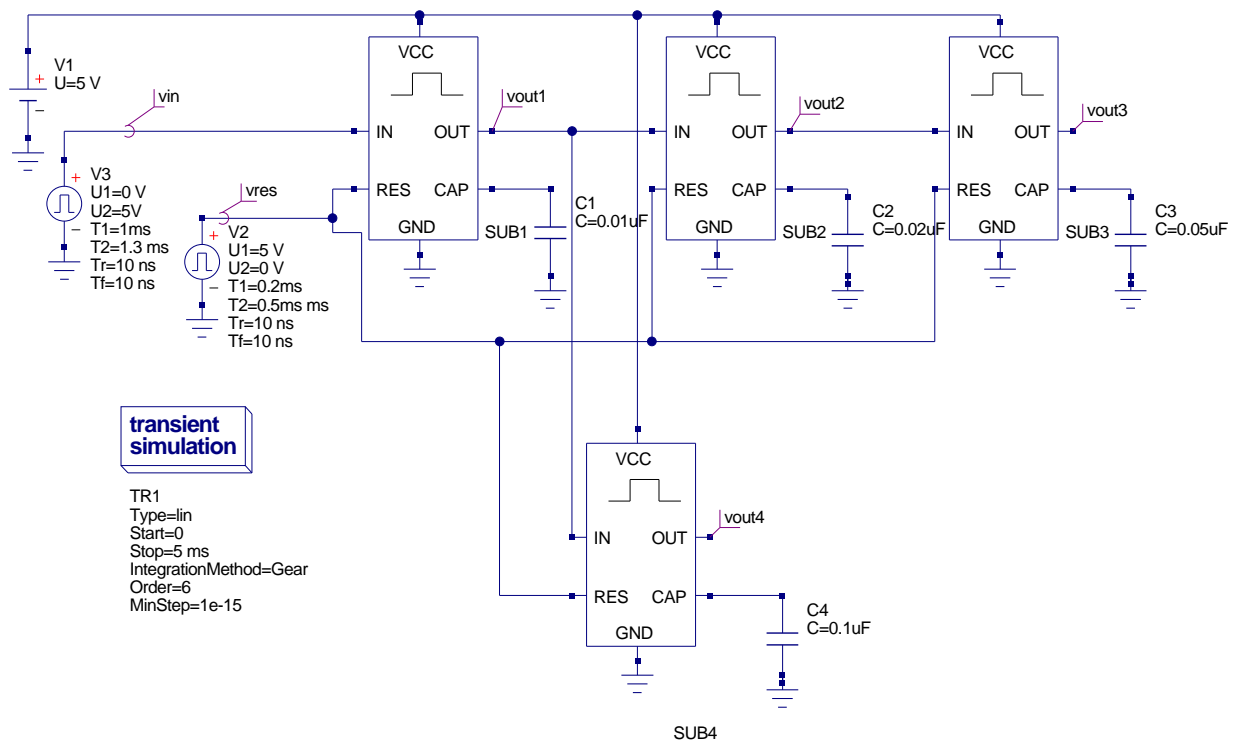 V1
U=5 V
vin
V3
U1=0 V
U2=5V
T1=1ms
T2=1.3 ms
Tr=10 ns
Tf=10 ns
vres
V2
U1=5 V
U2=0 V
T1=0.2ms
T2=0.5ms ms
Tr=10 ns
Tf=10 ns
VCC
IN
OUT
RES
CAP
GND
SUB1
vout1
C1
C=0.01uF
VCC
IN
OUT
RES
CAP
GND
SUB2
vout2
C2
C=0.02uF
VCC
IN
OUT
RES
CAP
GND
SUB3
vout3
C3
C=0.05uF
transient
simulation
TR1
Type=lin
Start=0
Stop=5 ms
IntegrationMethod=Gear
Order=6
MinStep=1e-15
VCC
IN
OUT
RES
CAP
GND
vout4
C4
C=0.1uF
SUB4